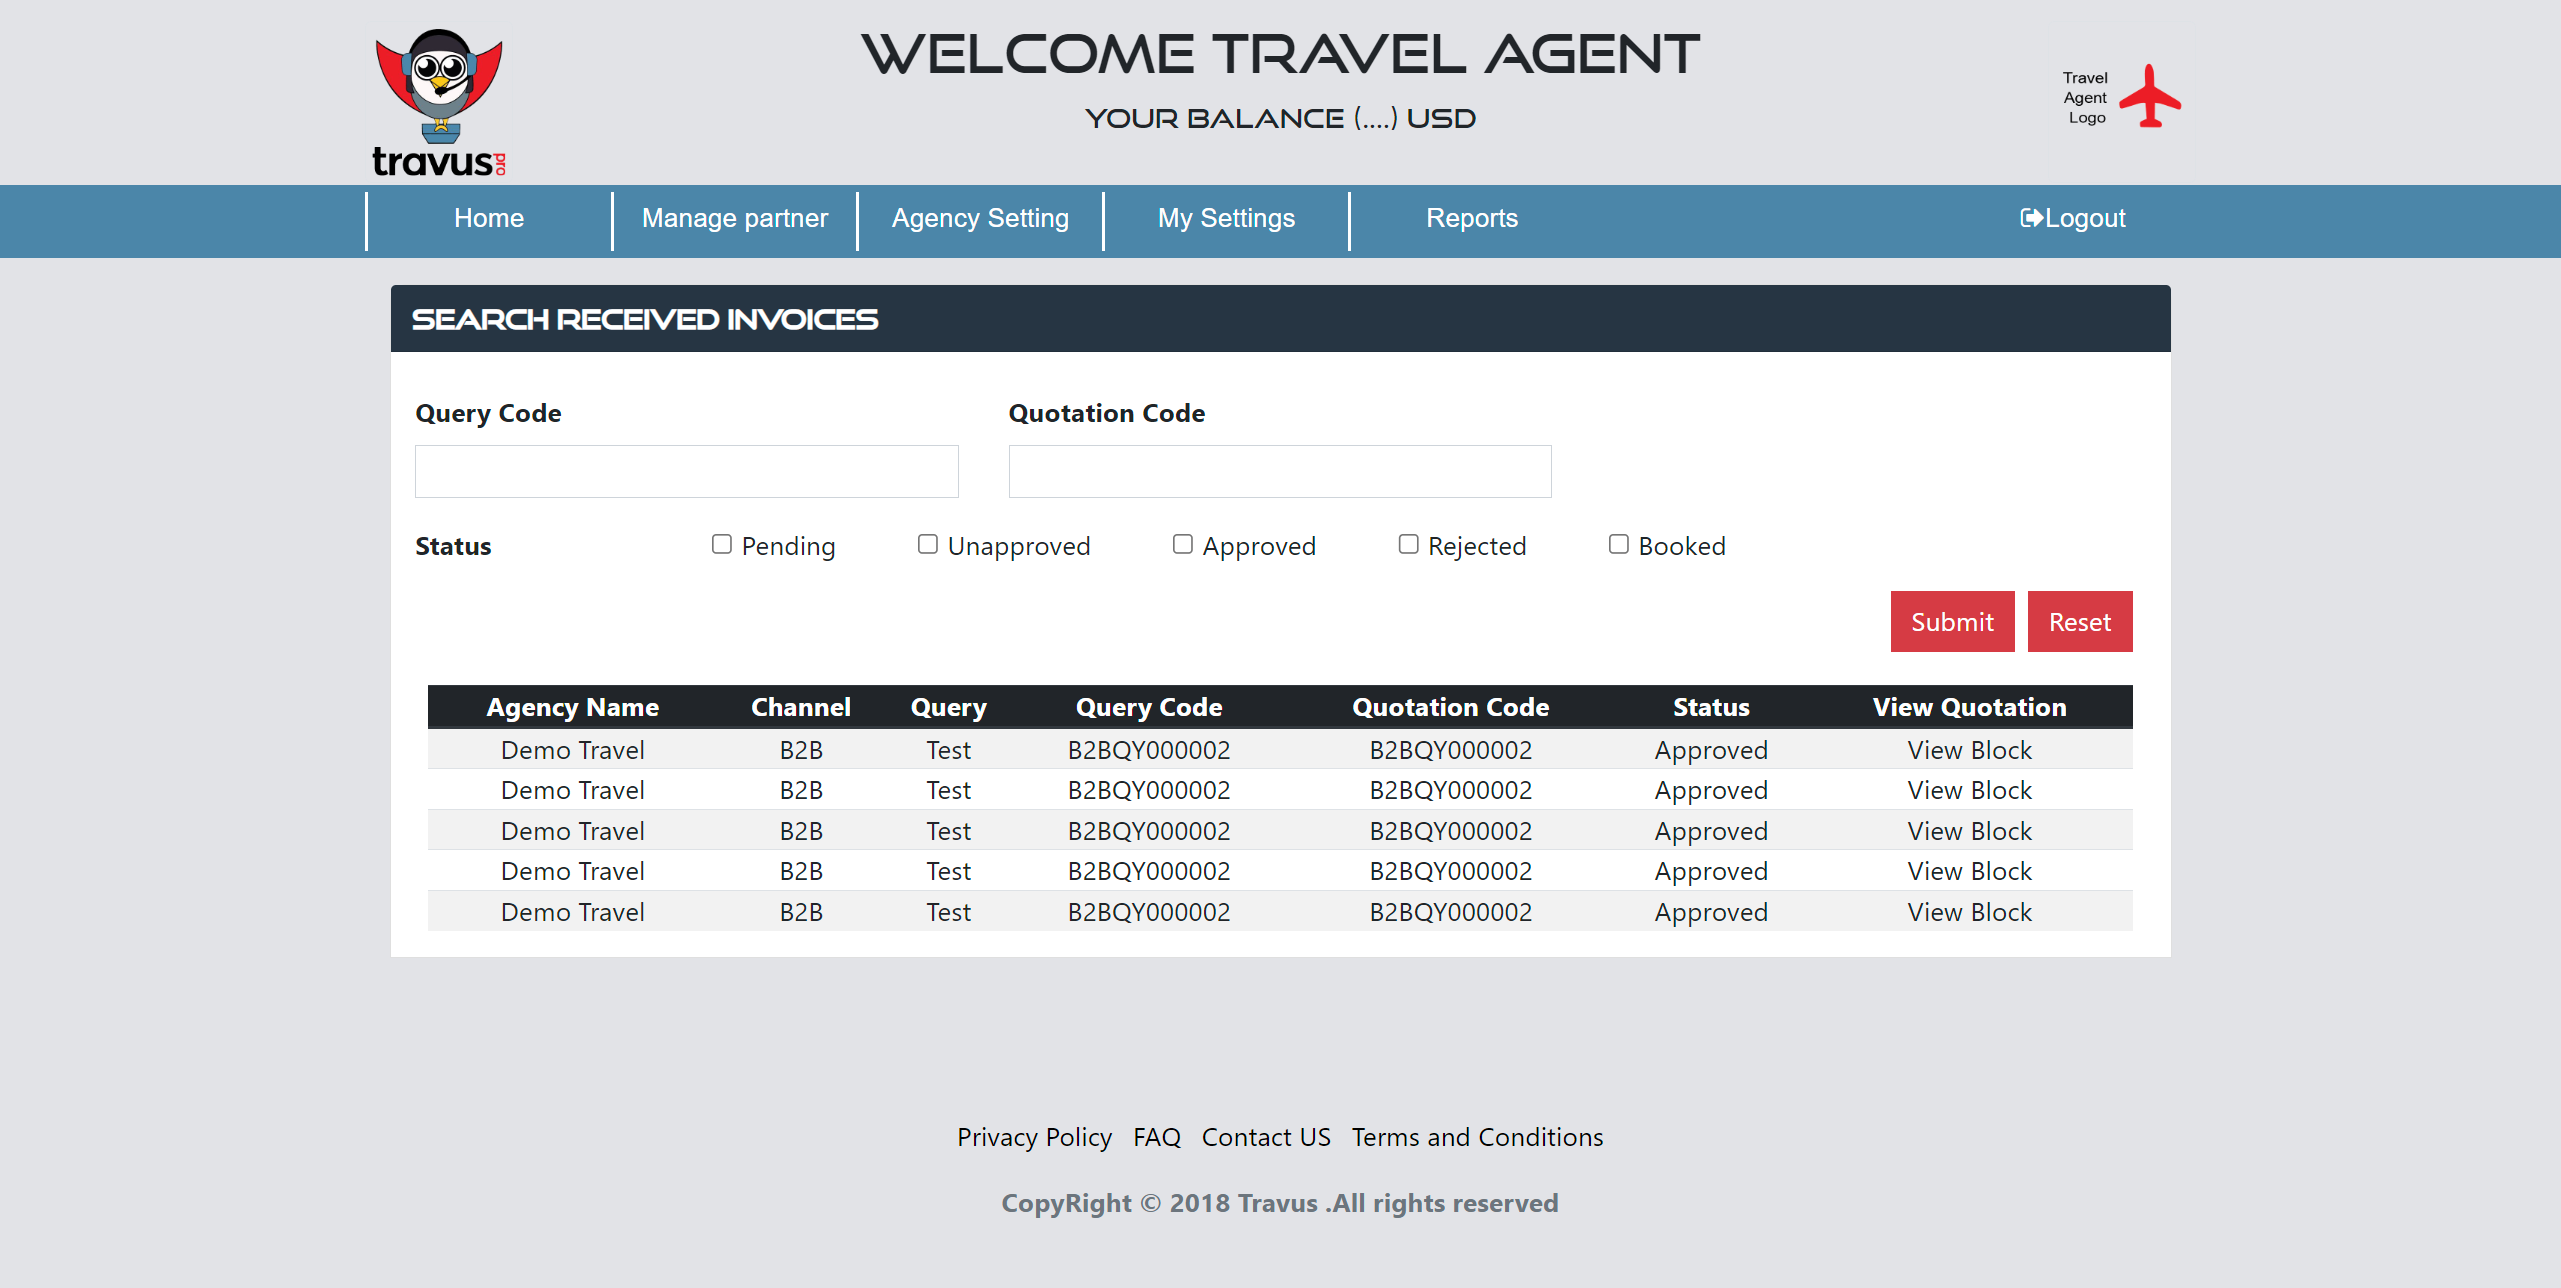 WELCOME TRAVEL AGENT
YOUR BALANCE (....) USD
travus pro
Travel
Agent
Logo
Home Manage partner Agency Setting My Settings Reports Logout
SEARCH RECEIVED INVOICES
Query Code Quotation Code
Status Pending Unapproved Approved Rejected Booked
Submit Reset
Agency Name Channel Query Query Code Quotation Code Status View Quotation
Demo Travel B2B Test B2BQY000002 B2BQY000002 Approved View Block
Demo Travel B2B Test B2BQY000002 B2BQY000002 Approved View Block
Demo Travel B2B Test B2BQY000002 B2BQY000002 Approved View Block
Demo Travel B2B Test B2BQY000002 B2BQY000002 Approved View Block
Demo Travel B2B Test B2BQY000002 B2BQY000002 Approved View Block
Privacy Policy FAQ Contact US Terms and Conditions
CopyRight © 2018 Travus .All rights reserved